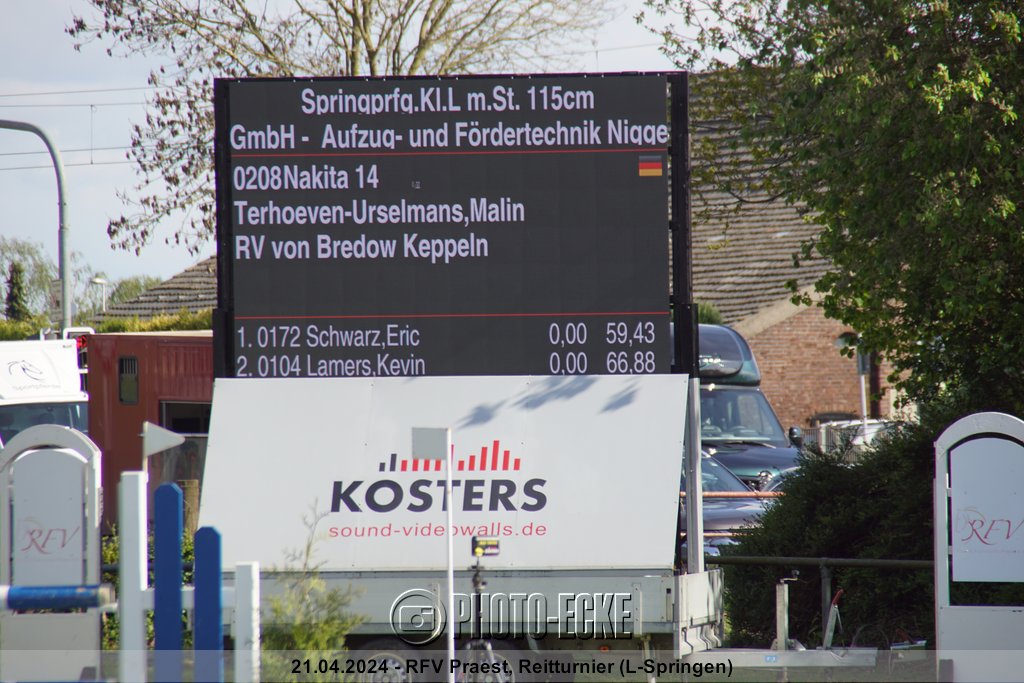 Springprfg.Kl.L m.St. 115cm
GmbH - Aufzug- und Fördertechnik Nigge
0208Nakita 14
Terhoeven-Urselmans,Malin
RV von Bredow Keppeln
1. 0172 Schwarz,Eric 0,00 59,43
2. 0104 Lamers,Kevin 0,00 66,88
KOSTERS
sound-videowalls.de
RFV
RFV
© PHOTO-ECKE
21.04.2024 - RFV Praest, Reitturnier (L-Springen)